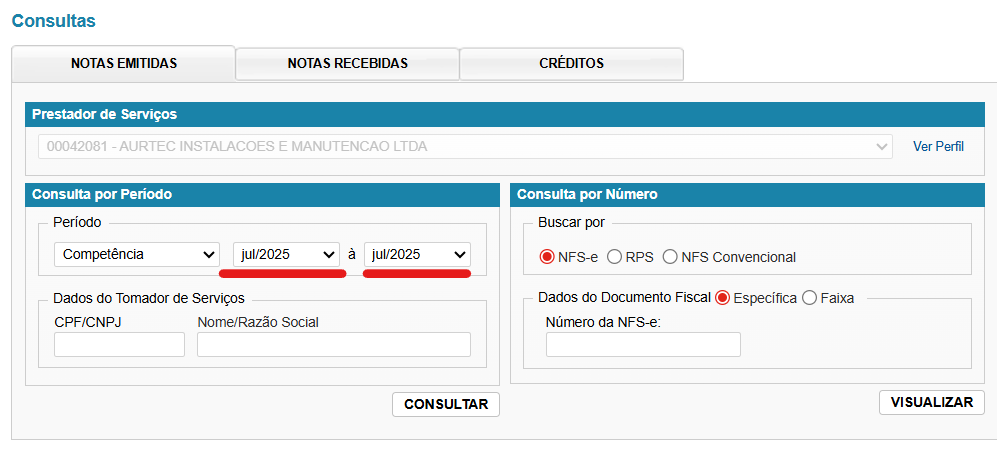 Consultas
NOTAS EMITIDAS NOTAS RECEBIDAS CRÉDITOS
Prestador de Serviços
00042081 - AURTEC INSTALACOES E MANUTENCAO LTDA Ver Perfil
Consulta por Período
Período
Competência jul/2025 à jul/2025
Dados do Tomador de Serviços
CPF/CNPJ Nome/Razão Social
CONSULTAR
Consulta por Número
Buscar por
NFS-e RPS NFS Convencional
Dados do Documento Fiscal Específica Faixa
Número da NFS-e:
VISUALIZAR